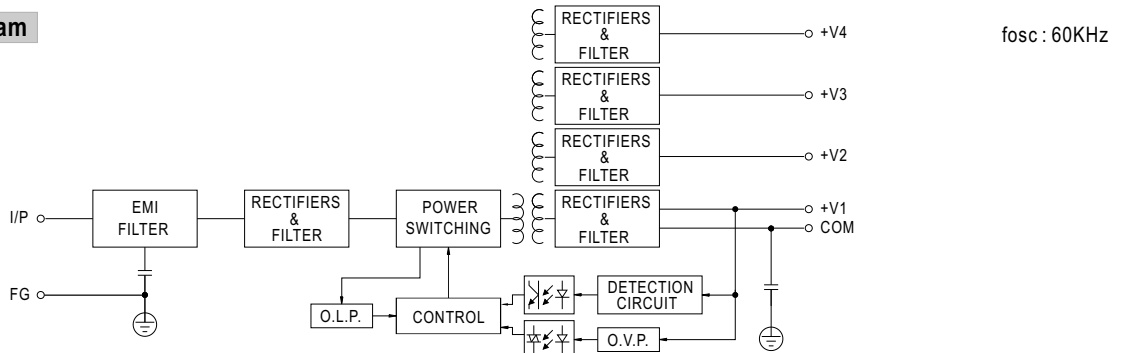 am
fosc : 60KHz
RECTIFIERS
&
FILTER
+V4
RECTIFIERS
&
FILTER
+V3
RECTIFIERS
&
FILTER
+V2
I/P
EMI
FILTER
RECTIFIERS
&
FILTER
POWER
SWITCHING
RECTIFIERS
&
FILTER
+V1
COM
FG
O.L.P.
CONTROL
DETECTION
CIRCUIT
O.V.P.